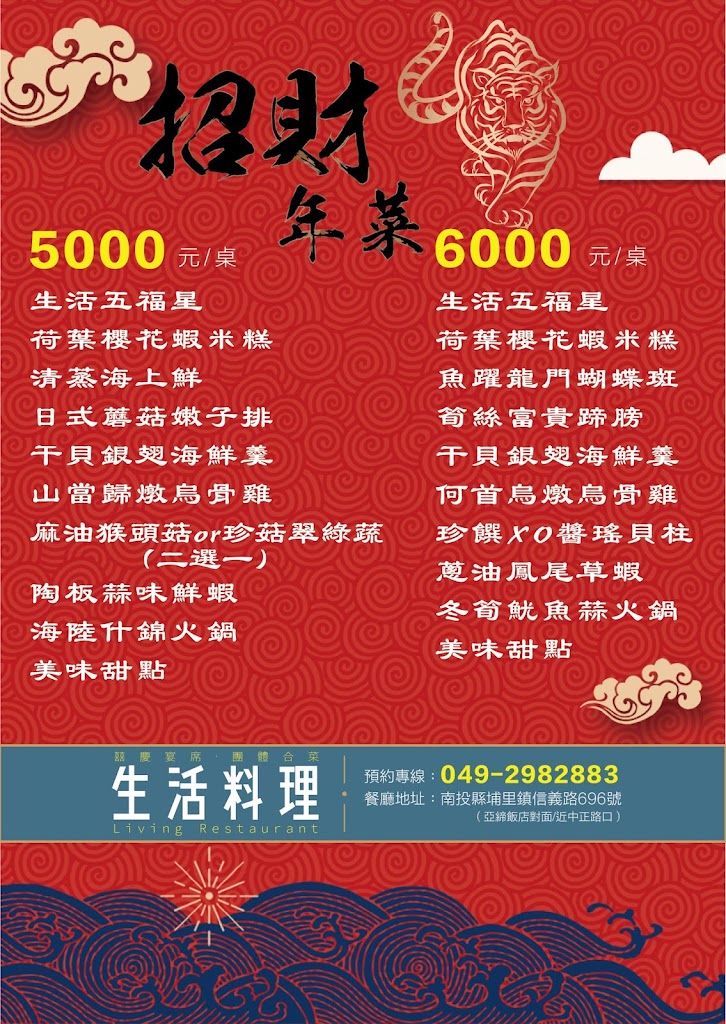 招財
年菜
5000 元/桌
生活五福星
荷葉櫻花蝦米糕
清蒸海上鮮
日式蘑菇嫩子排
干貝銀翅海鮮羹
山當歸燉烏骨雞
麻油猴頭菇or珍菇翠綠蔬
(二選一)
陶板蒜味鮮蝦
海陸什錦火鍋
美味甜點
6000 元/桌
生活五福星
荷葉櫻花蝦米糕
魚躍龍門蝴蝶斑
筍絲富貴蹄膀
干貝銀翅海鮮羹
何首烏燉烏骨雞
珍饌XO醬瑤貝柱
蔥油鳳尾草蝦
冬筍魷魚蒜火鍋
美味甜點
囍慶宴席·團體合菜
生活料理
Living Restaurant
預約專線：049-2982883
餐廳地址：南投縣埔里鎮信義路696號
（亞締飯店對面/近中正路口）